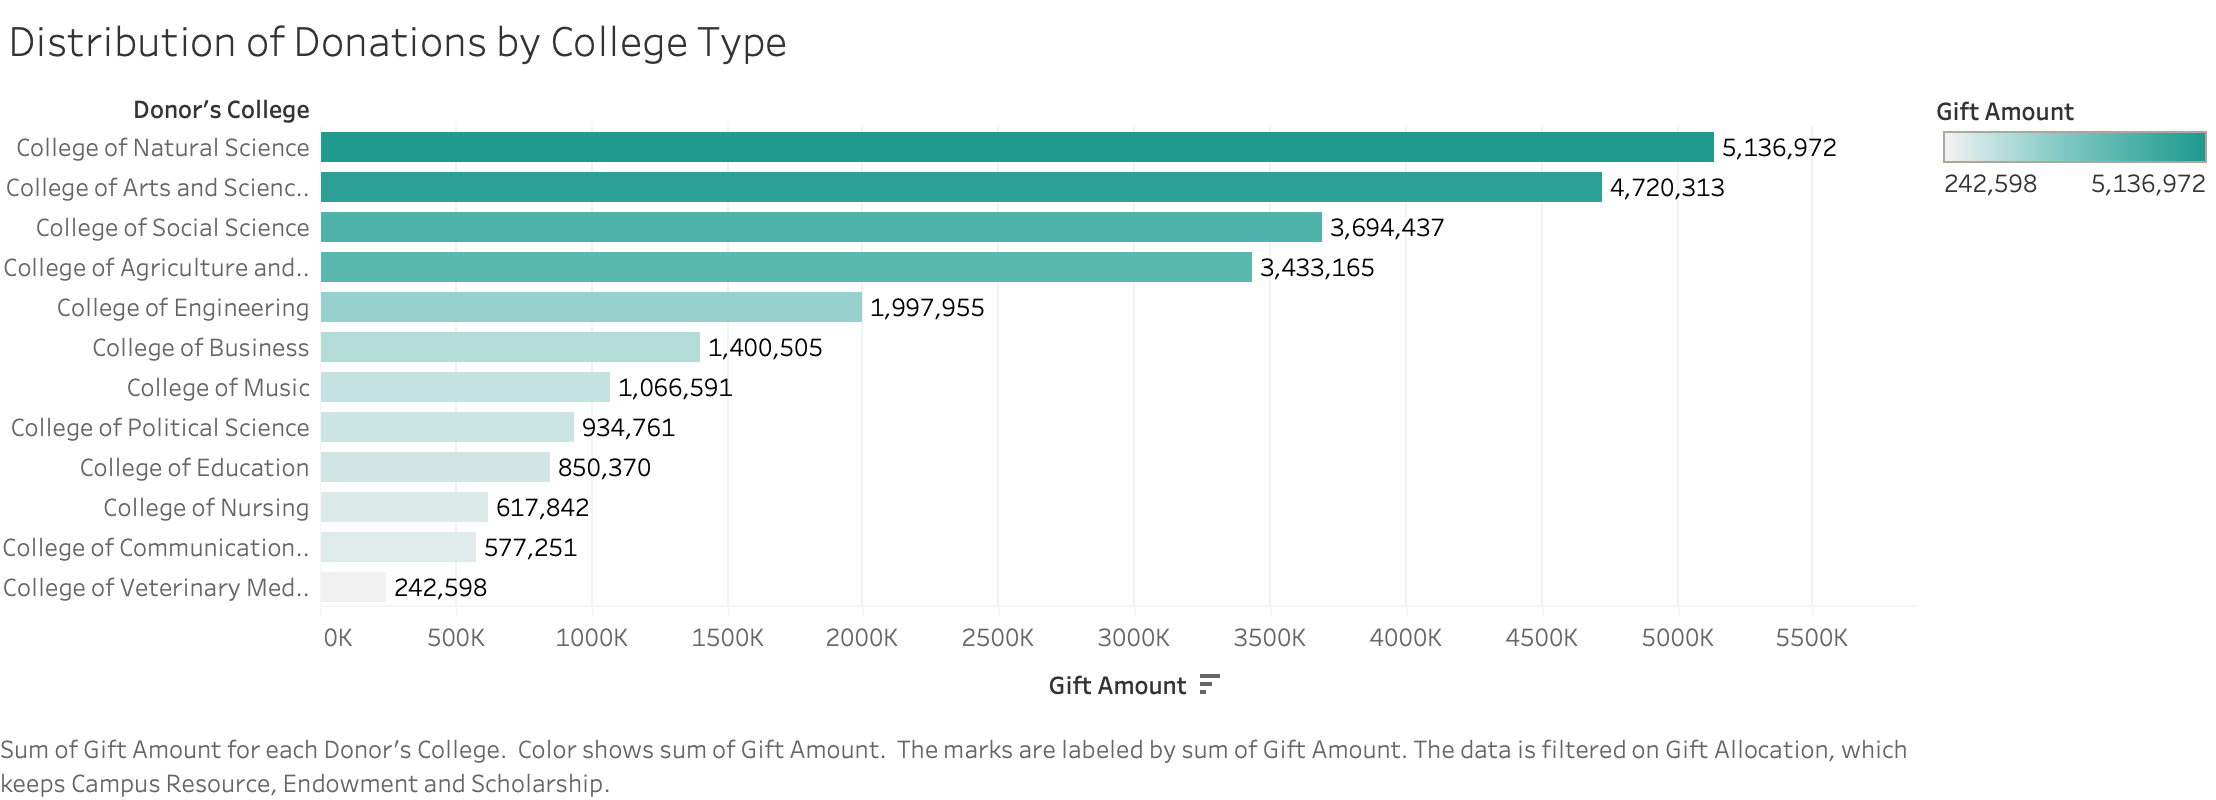 Distribution of Donations by College Type
Donor's College
Gift Amount
242,598 5,136,972
College of Natural Science 5,136,972
College of Arts and Scienc.. 4,720,313
College of Social Science 3,694,437
College of Agriculture and.. 3,433,165
College of Engineering 1,997,955
College of Business 1,400,505
College of Music 1,066,591
College of Political Science 934,761
College of Education 850,370
College of Nursing 617,842
College of Communication.. 577,251
College of Veterinary Med.. 242,598
0K 500K 1000K 1500K 2000K 2500K 3000K 3500K 4000K 4500K 5000K 5500K
Gift Amount
Sum of Gift Amount for each Donor's College.  Color shows sum of Gift Amount.  The marks are labeled by sum of Gift Amount. The data is filtered on Gift Allocation, which
keeps Campus Resource, Endowment and Scholarship.